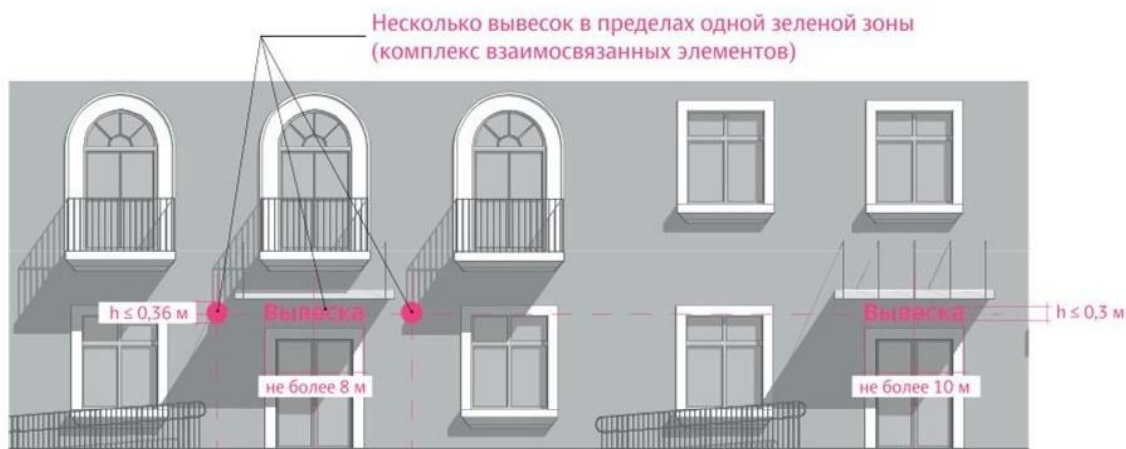 Несколько вывесок в пределах одной зеленой зоны
(комплекс взаимосвязанных элементов)
h ≤ 0,36 м
Вывеска
Вывеска
h ≤ 0,3 м
не более 8 м
не более 10 м